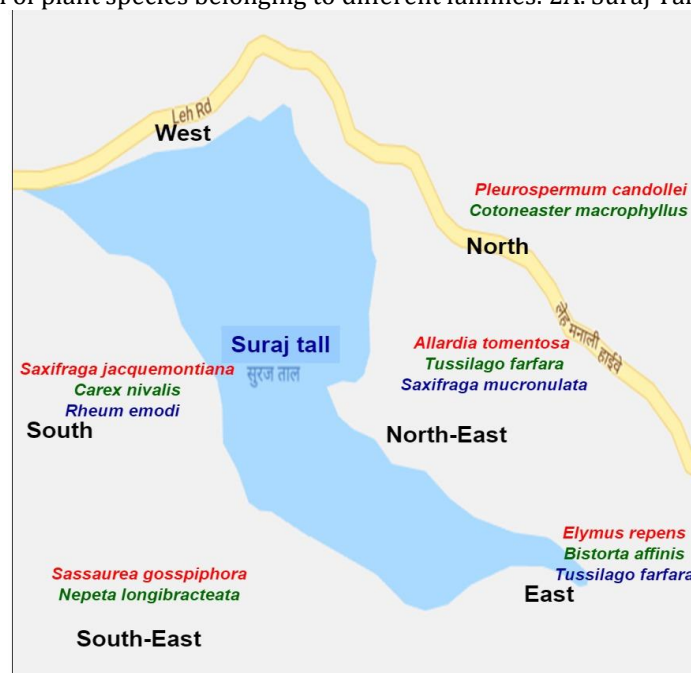 n of plant species belonging to different families. 2A. Suraj Tal
Leh Rd
West
Pleurospermum candollei
Cotoneaster macrophyllus
North
लेह मनाली हाईवे
Suraj tall
सुरज ताल
Allardia tomentosa
Tussilago farfara
Saxifraga mucronulata
North-East
Saxifraga jacquemontiana
Carex nivalis
Rheum emodi
South
Elymus repens
Bistorta affinis
Tussilago farfara
East
Sassaurea gosspiphora
Nepeta longibracteata
South-East